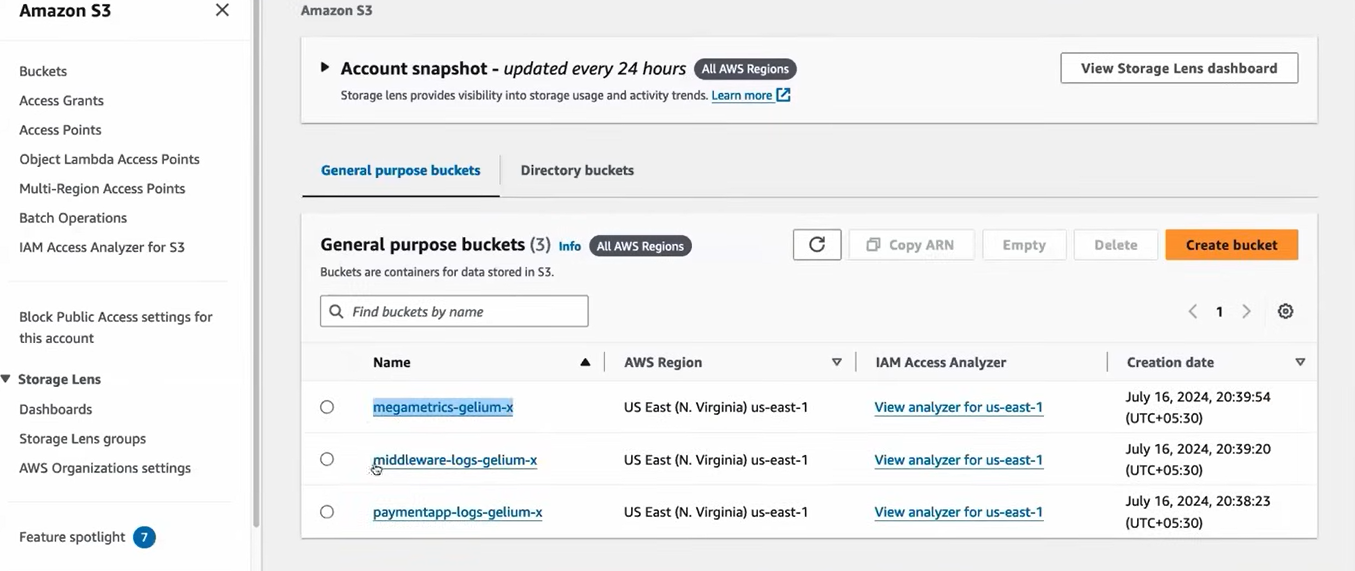 Amazon S3
Buckets
Access Grants
Access Points
Object Lambda Access Points
Multi-Region Access Points
Batch Operations
IAM Access Analyzer for S3
Block Public Access settings for
this account
Storage Lens
Dashboards
Storage Lens groups
AWS Organizations settings
Feature spotlight 7
Amazon S3
Account snapshot - updated every 24 hours All AWS Regions
View Storage Lens dashboard
Storage lens provides visibility into storage usage and activity trends. Learn more
General purpose buckets Directory buckets
General purpose buckets (3) Info All AWS Regions
Copy ARN Empty Delete Create bucket
Buckets are containers for data stored in S3.
Find buckets by name
1
Name AWS Region IAM Access Analyzer Creation date
megametrics-gelium-x US East (N. Virginia) us-east-1 View analyzer for us-east-1 July 16, 2024, 20:39:54
(UTC+05:30)
middleware-logs-gelium-x US East (N. Virginia) us-east-1 View analyzer for us-east-1 July 16, 2024, 20:39:20
(UTC+05:30)
paymentapp-logs-gelium-x US East (N. Virginia) us-east-1 View analyzer for us-east-1 July 16, 2024, 20:38:23
(UTC+05:30)